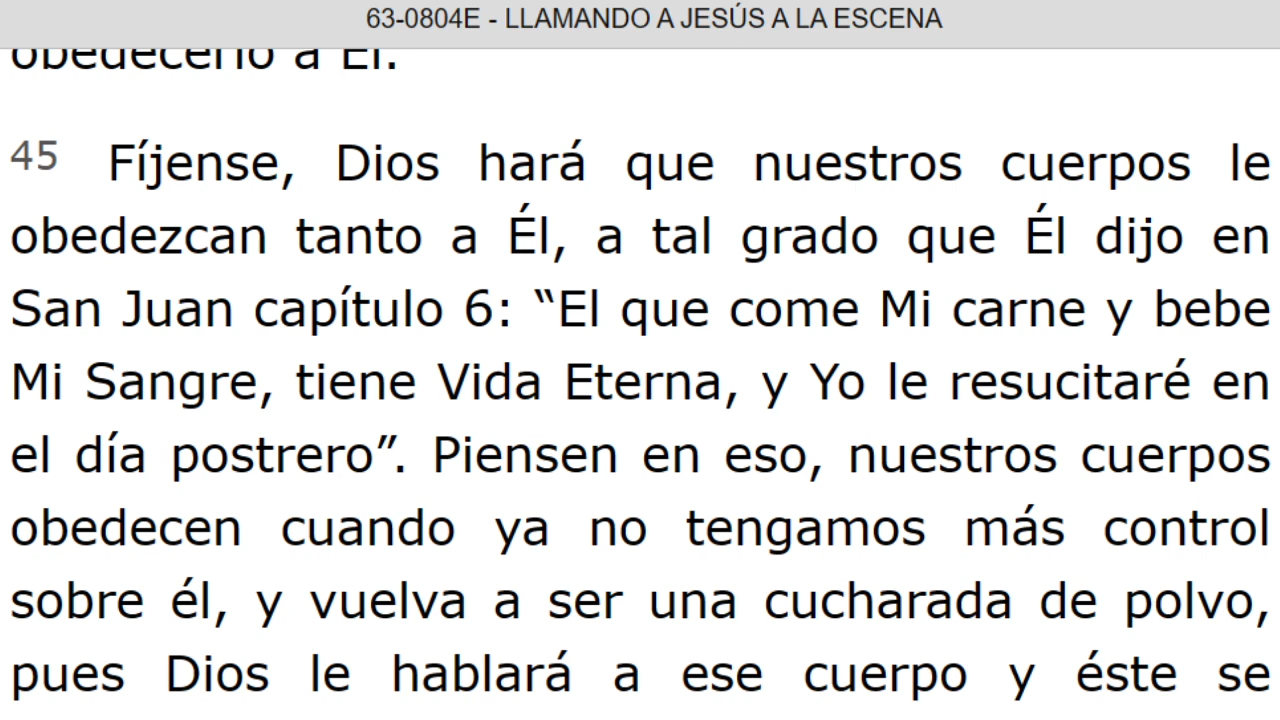 63-0804E - LLAMANDO A JESÚS A LA ESCENA
obedecerlo a Él.
45 Fíjense, Dios hará que nuestros cuerpos le
obedezcan tanto a Él, a tal grado que Él dijo en
San Juan capítulo 6: “El que come Mi carne y bebe
Mi Sangre, tiene Vida Eterna, y Yo le resucitaré en
el día postrero”. Piensen en eso, nuestros cuerpos
obedecen cuando ya no tengamos más control
sobre él, y vuelva a ser una cucharada de polvo,
pues Dios le hablará a ese cuerpo y éste se